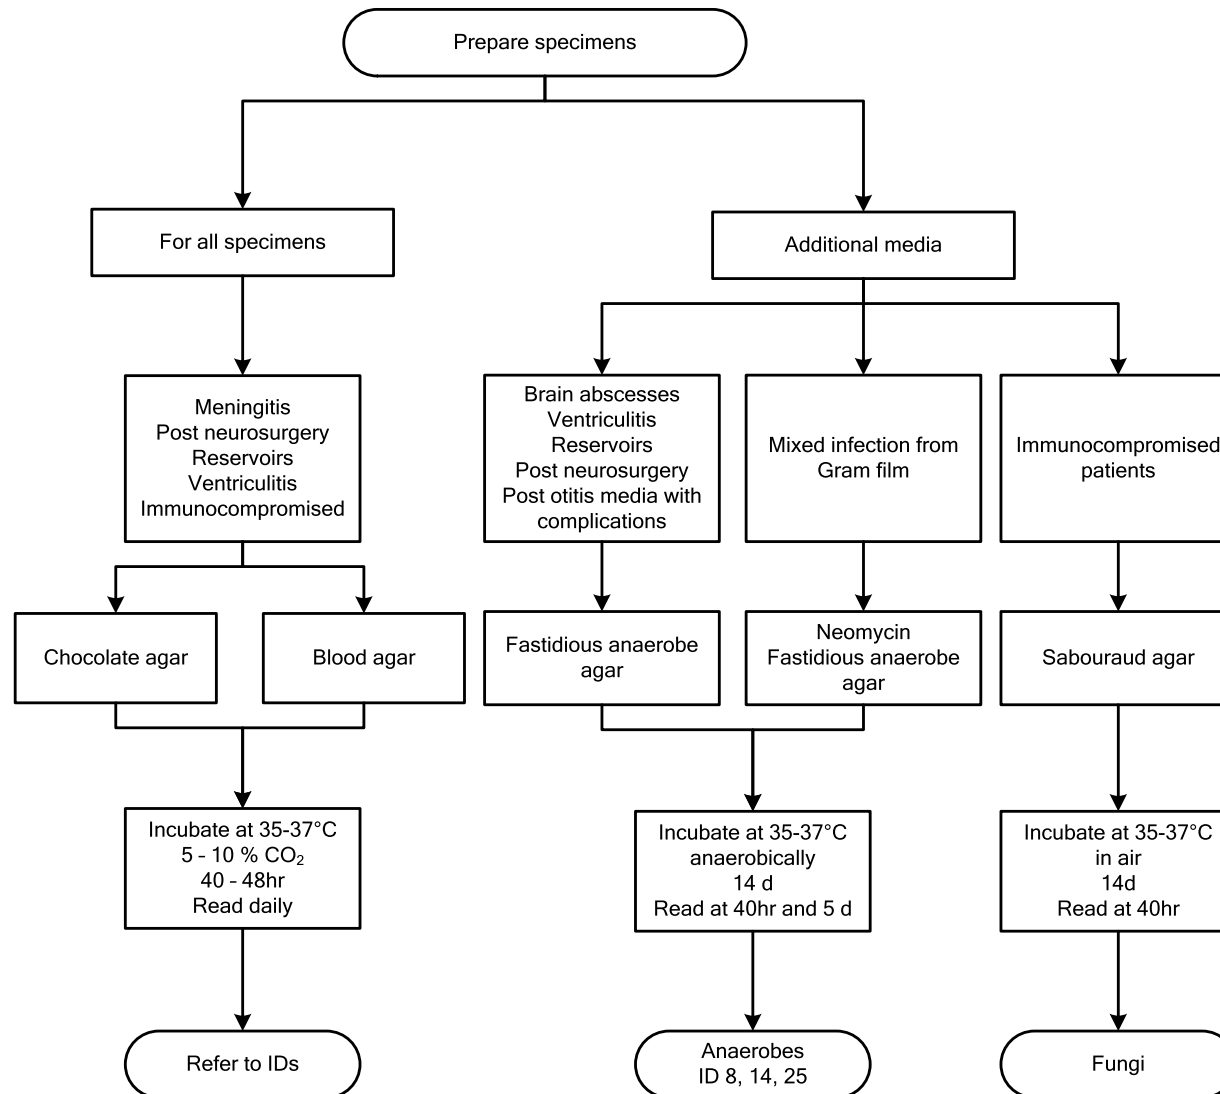 Prepare specimens
For all specimens
Additional media
Meningitis
Post neurosurgery
Reservoirs
Ventriculitis
Immunocompromised
Brain abscesses
Ventriculitis
Reservoirs
Post neurosurgery
Post otitis media with
complications
Mixed infection from
Gram film
Immunocompromised
patients
Chocolate agar
Blood agar
Fastidious anaerobe
agar
Neomycin
Fastidious anaerobe
agar
Sabouraud agar
Incubate at 35-37°C
5 - 10 % CO₂
40 - 48hr
Read daily
Incubate at 35-37°C
anaerobically
14 d
Read at 40hr and 5 d
Incubate at 35-37°C
in air
14d
Read at 40hr
Refer to IDs
Anaerobes
ID 8, 14, 25
Fungi